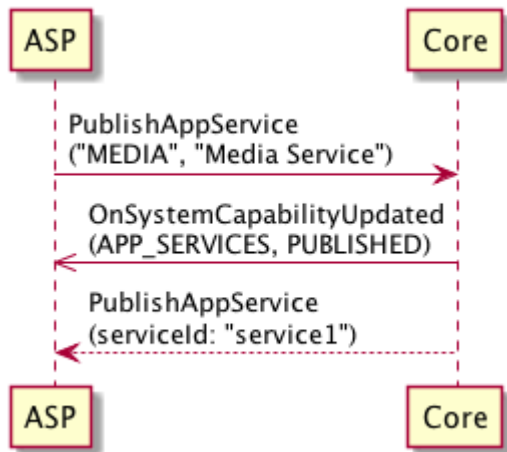 ASP Core
PublishAppService
("MEDIA", "Media Service")
OnSystemCapabilityUpdated
(APP_SERVICES, PUBLISHED)
PublishAppService
(serviceId: "service1")
ASP Core